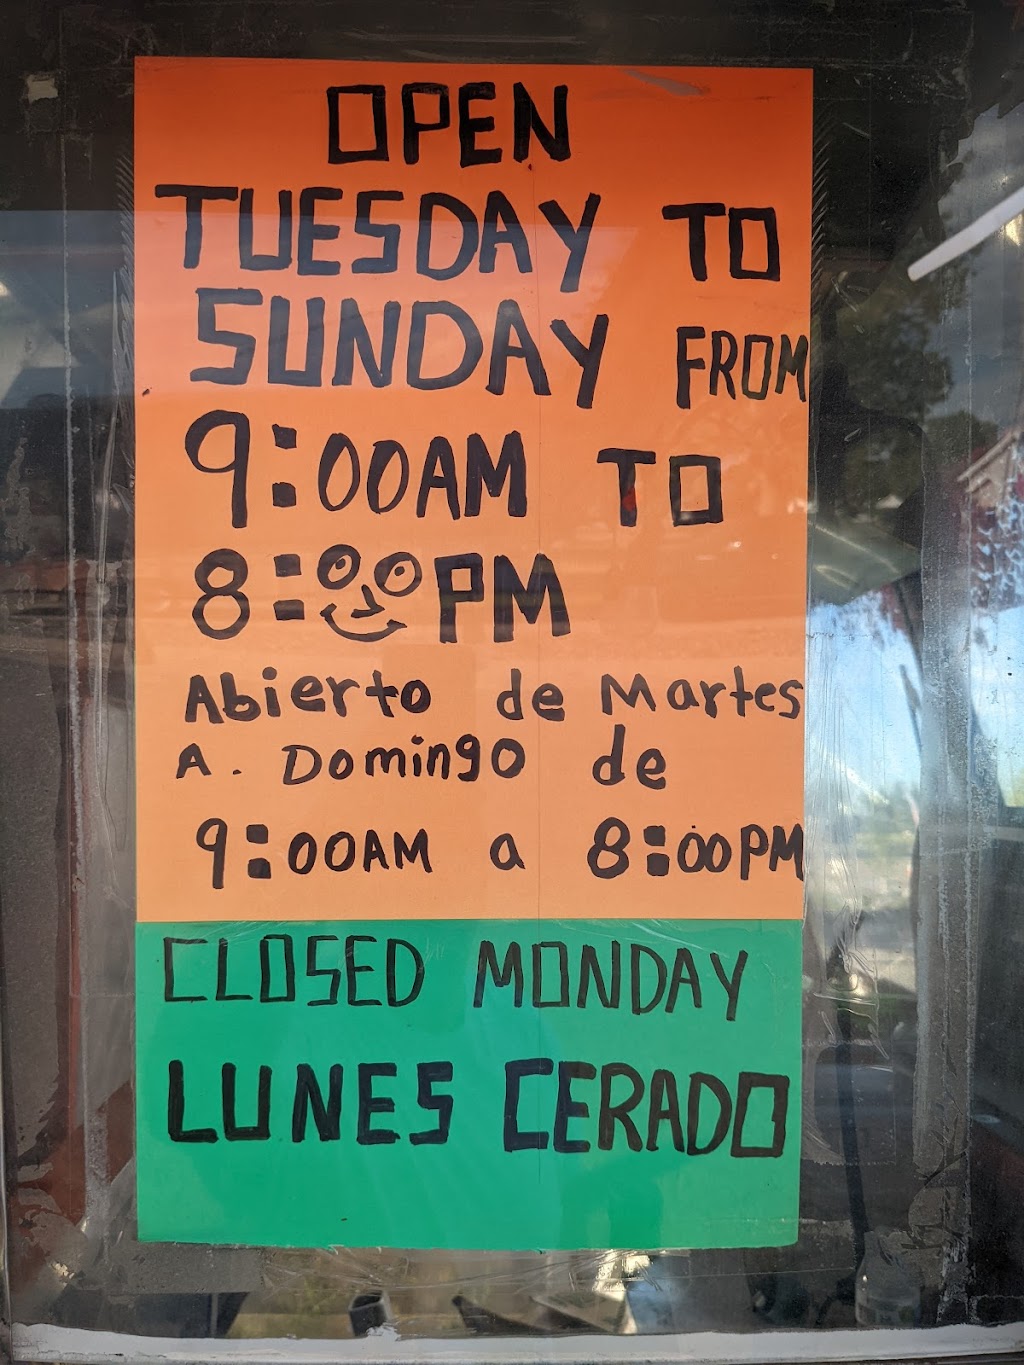 OPEN
TUESDAY TO
SUNDAY FROM
9:00AM TO
8:00PM
Abierto de Martes
A. Domingo de
9:00AM a 8:00PM
CLOSED MONDAY
LUNES CERADO